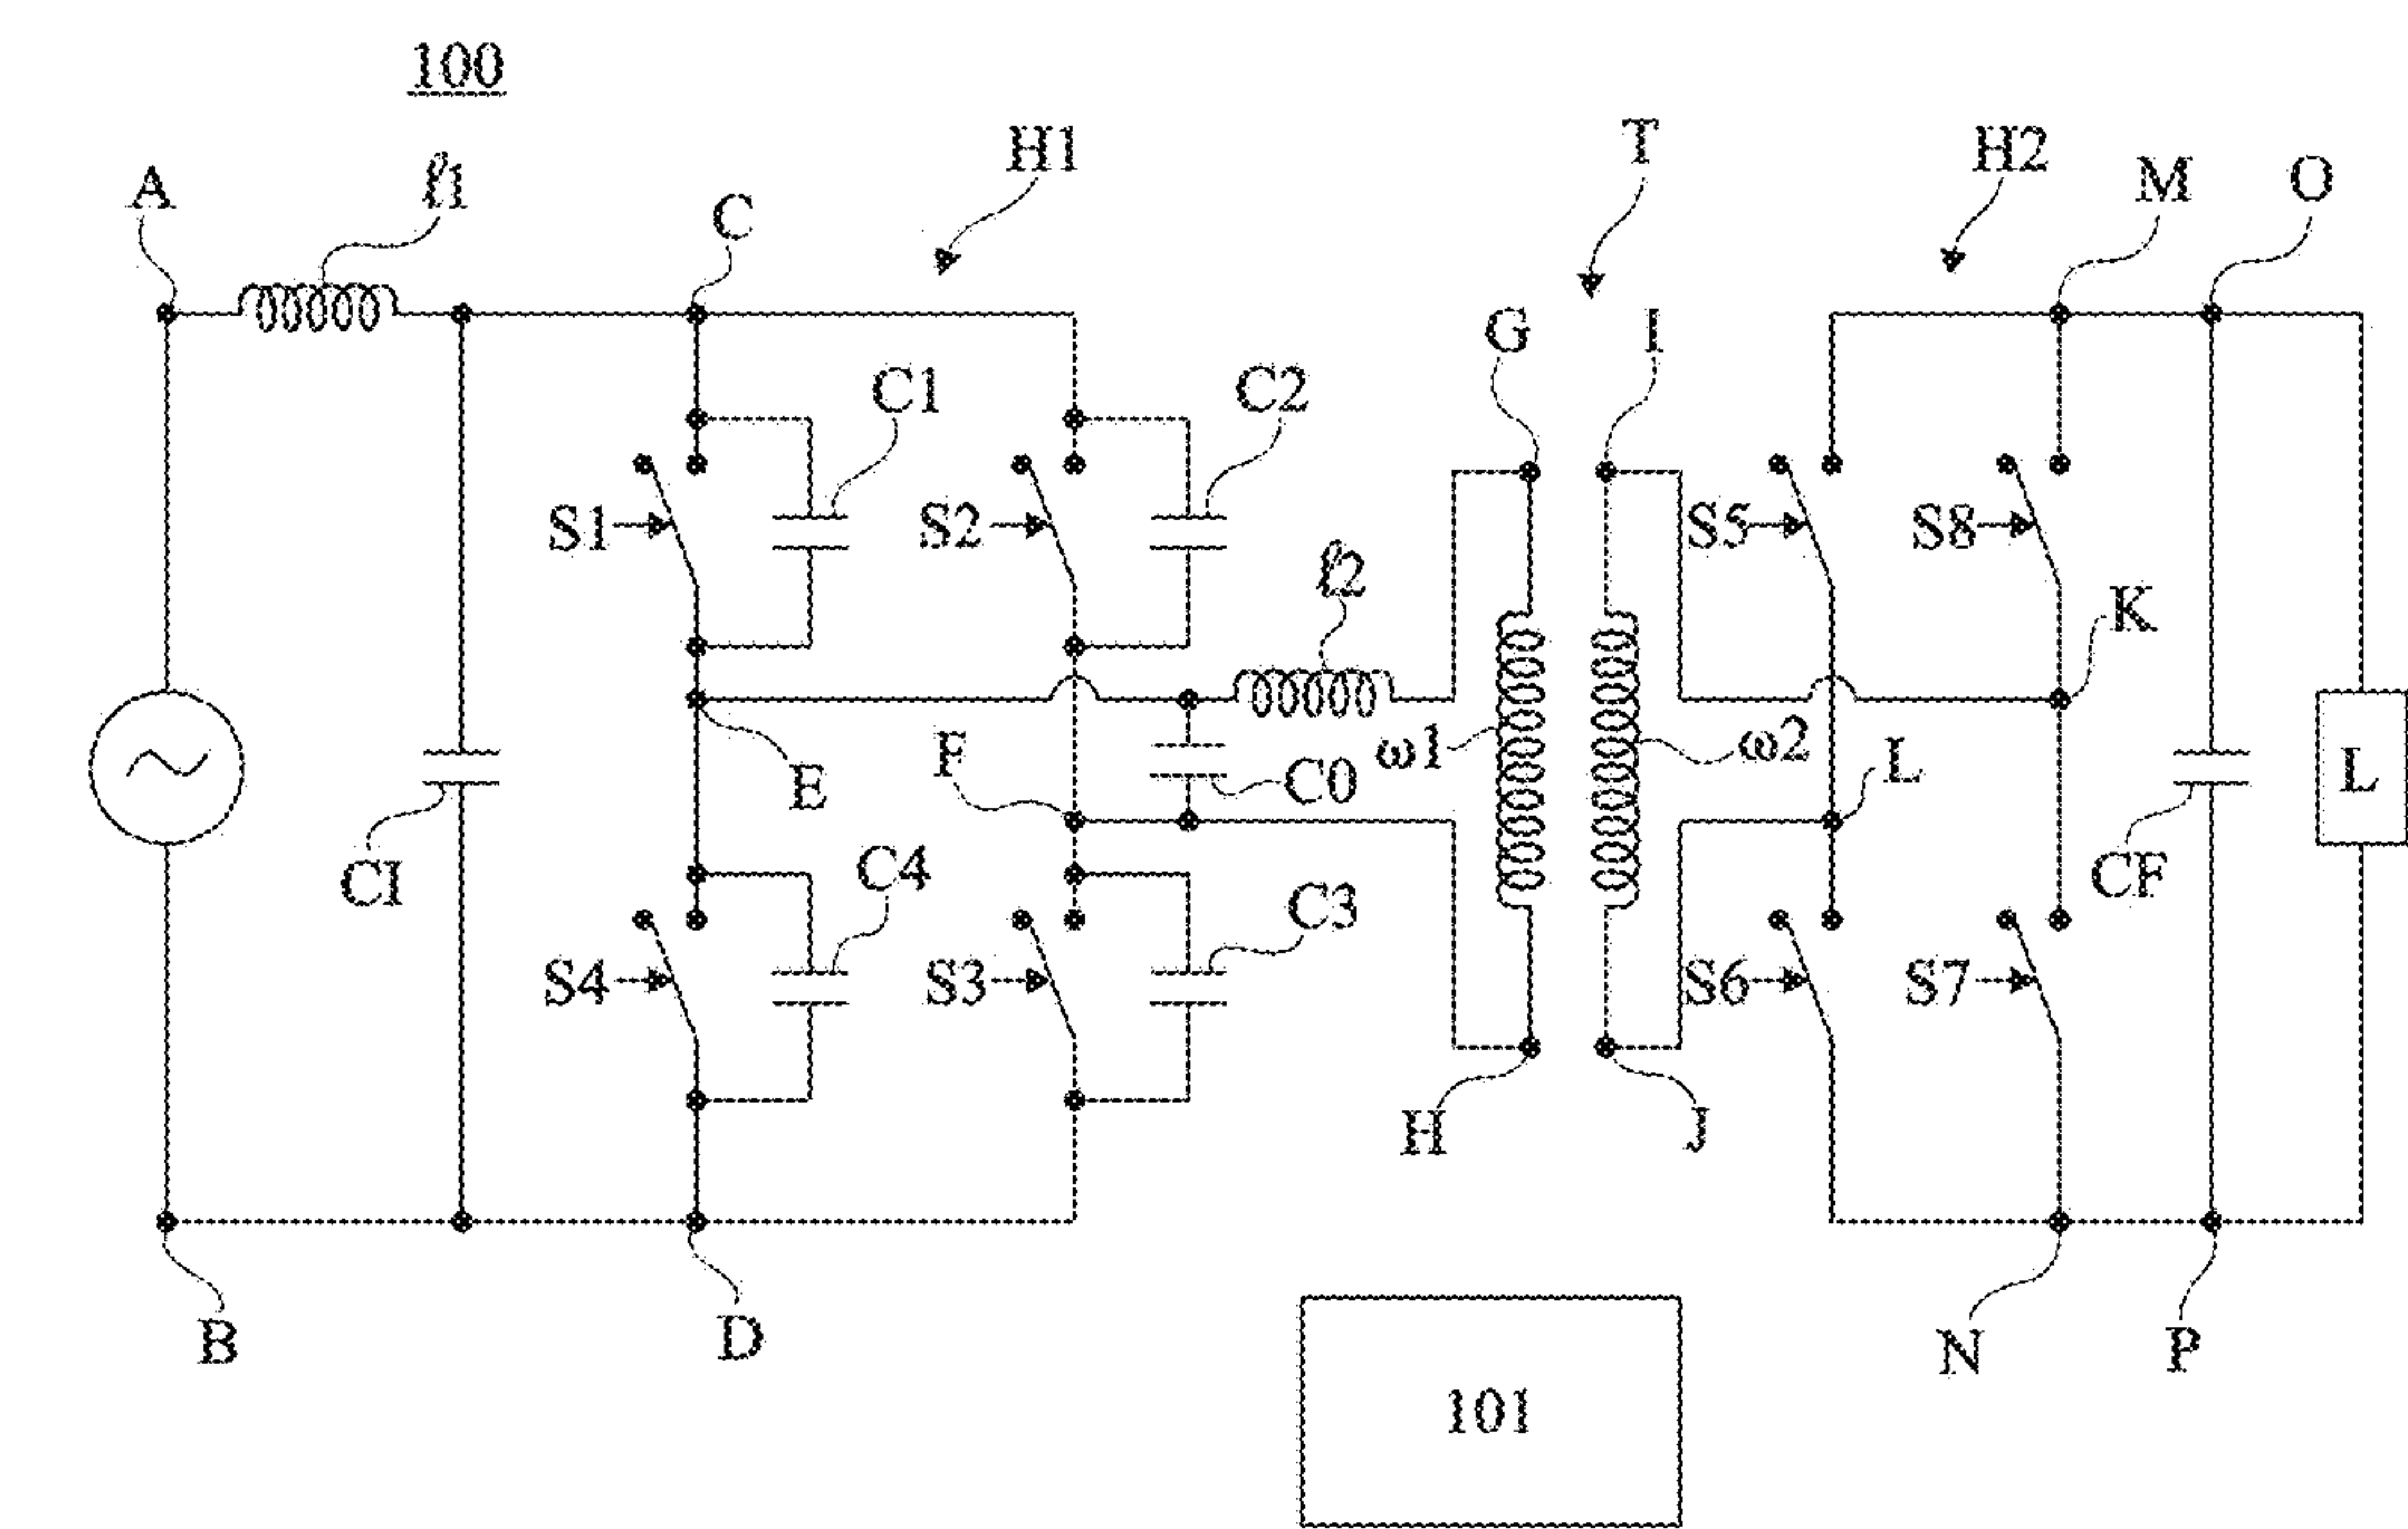 100
H1
T
H2
A
ℓ1
M
O
C
G
I
C1
C2
S1
S2
S5
S8
ℓ2
K
F
E
C0
ω1
ω2
L
L
CI
C4
C3
CF
S4
S3
S6
S7
H
J
B
D
N
P
101